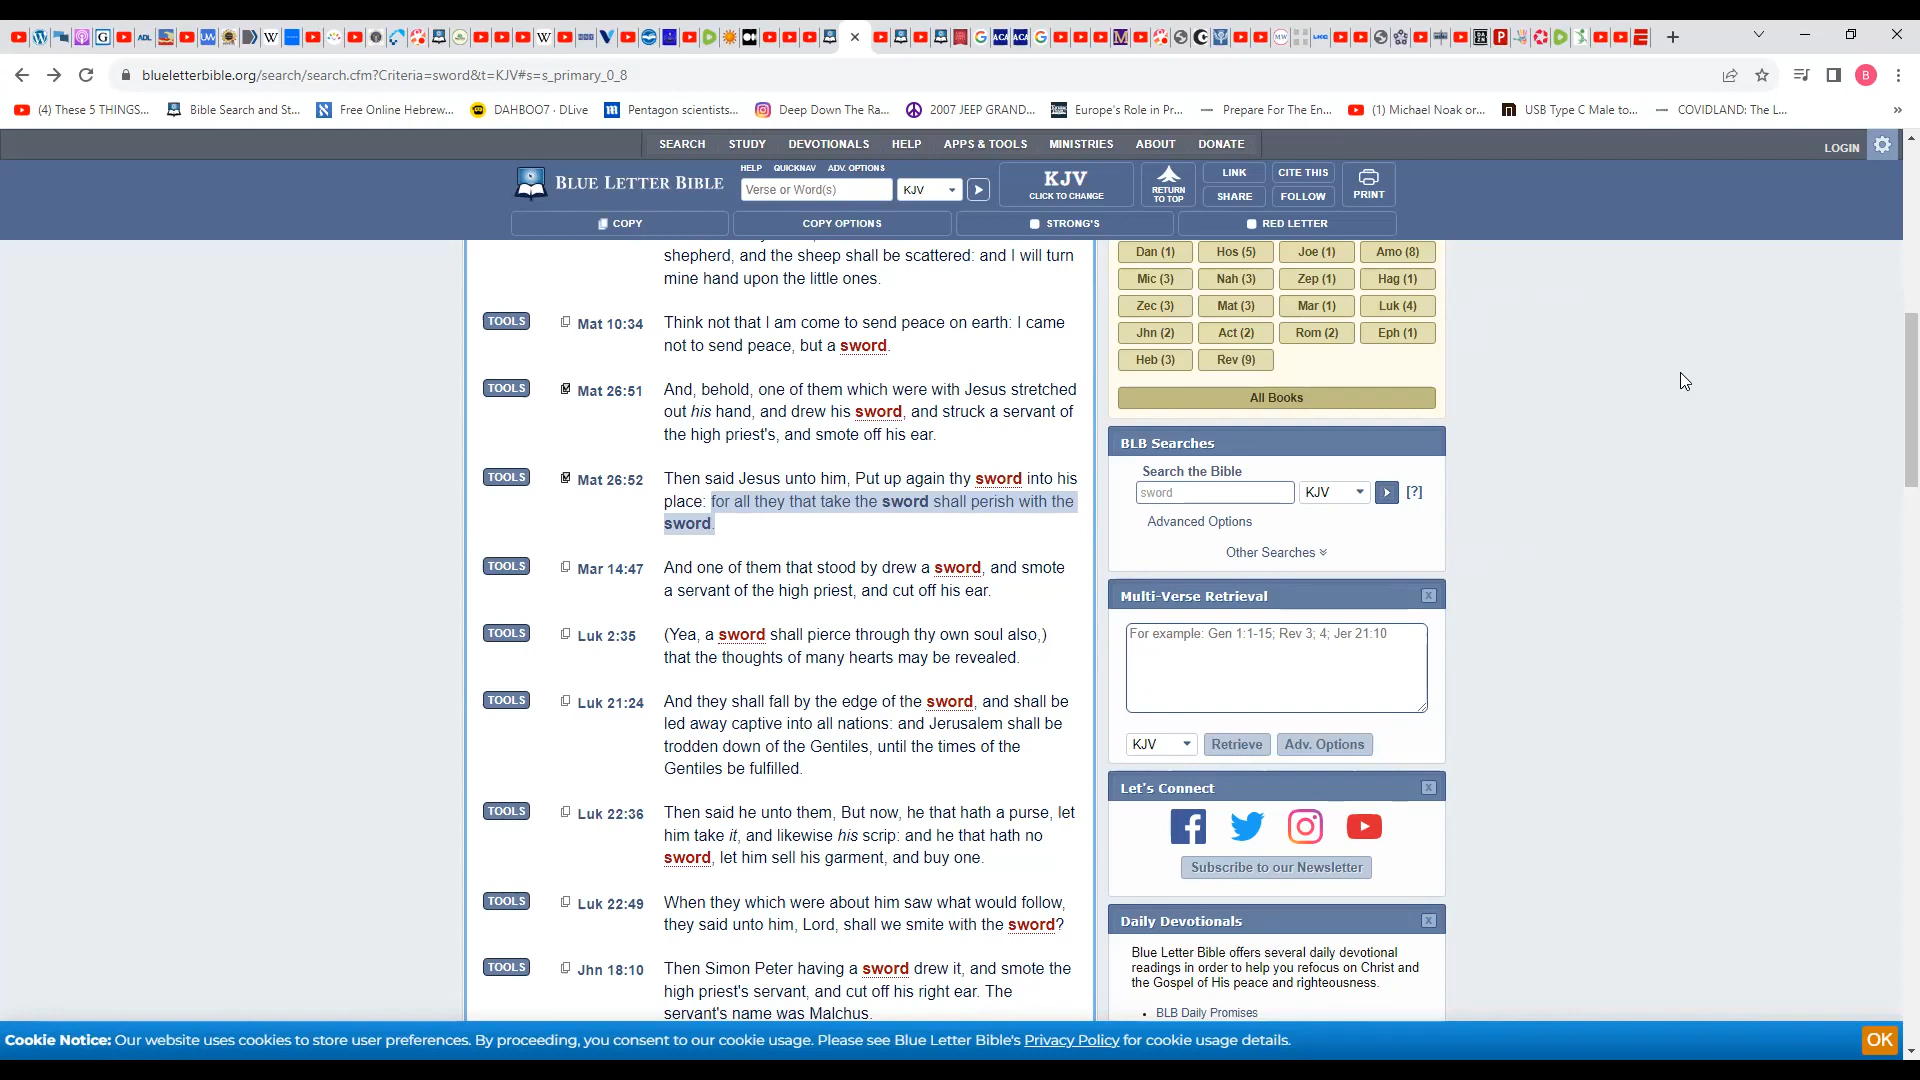 ADL
UW
W
W
V
G
ACA
ACA
G
M
MW
UKC
P
blueletterbible.org/search/search.cfm?Criteria=sword&t=KJV#s=s_primary_0_8
B
(4) These 5 THINGS...
Bible Search and St...
Free Online Hebrew...
DAHBOO7 - DLive
Pentagon scientists...
Deep Down The Ra...
2007 JEEP GRAND...
Europe's Role in Pr...
Prepare For The En...
(1) Michael Noak or...
USB Type C Male to...
COVIDLAND: The L...
»
SEARCH STUDY DEVOTIONALS HELP APPS & TOOLS MINISTRIES ABOUT DONATE
LOGIN
BLUE LETTER BIBLE
HELP QUICKNAV ADV. OPTIONS
Verse or Word(s)
KJV
KJV
CLICK TO CHANGE
RETURN
TO TOP
LINK
CITE THIS
SHARE
FOLLOW
PRINT
COPY
COPY OPTIONS
STRONG'S
RED LETTER
shepherd, and the sheep shall be scattered: and I will turn
mine hand upon the little ones.
TOOLS Mat 10:34 Think not that I am come to send peace on earth: I came
not to send peace, but a sword.
TOOLS Mat 26:51 And, behold, one of them which were with Jesus stretched
out his hand, and drew his sword, and struck a servant of
the high priest's, and smote off his ear.
TOOLS Mat 26:52 Then said Jesus unto him, Put up again thy sword into his
place: for all they that take the sword shall perish with the
sword.
TOOLS Mar 14:47 And one of them that stood by drew a sword, and smote
a servant of the high priest, and cut off his ear.
TOOLS Luk 2:35 (Yea, a sword shall pierce through thy own soul also,)
that the thoughts of many hearts may be revealed.
TOOLS Luk 21:24 And they shall fall by the edge of the sword, and shall be
led away captive into all nations: and Jerusalem shall be
trodden down of the Gentiles, until the times of the
Gentiles be fulfilled.
TOOLS Luk 22:36 Then said he unto them, But now, he that hath a purse, let
him take it, and likewise his scrip: and he that hath no
sword, let him sell his garment, and buy one.
TOOLS Luk 22:49 When they which were about him saw what would follow,
they said unto him, Lord, shall we smite with the sword?
TOOLS Jhn 18:10 Then Simon Peter having a sword drew it, and smote the
high priest's servant, and cut off his right ear. The
servant's name was Malchus.
Dan (1) Hos (5) Joe (1) Amo (8)
Mic (3) Nah (3) Zep (1) Hag (1)
Zec (3) Mat (3) Mar (1) Luk (4)
Jhn (2) Act (2) Rom (2) Eph (1)
Heb (3) Rev (9)
All Books
BLB Searches
Search the Bible
sword KJV [?]
Advanced Options
Other Searches
Multi-Verse Retrieval x
For example: Gen 1:1-15; Rev 3; 4; Jer 21:10
KJV Retrieve Adv. Options
Let's Connect x
Subscribe to our Newsletter
Daily Devotionals x
Blue Letter Bible offers several daily devotional
readings in order to help you refocus on Christ and
the Gospel of His peace and righteousness.
• BLB Daily Promises
Cookie Notice: Our website uses cookies to store user preferences. By proceeding, you consent to our cookie usage. Please see Blue Letter Bible's Privacy Policy for cookie usage details.
OK